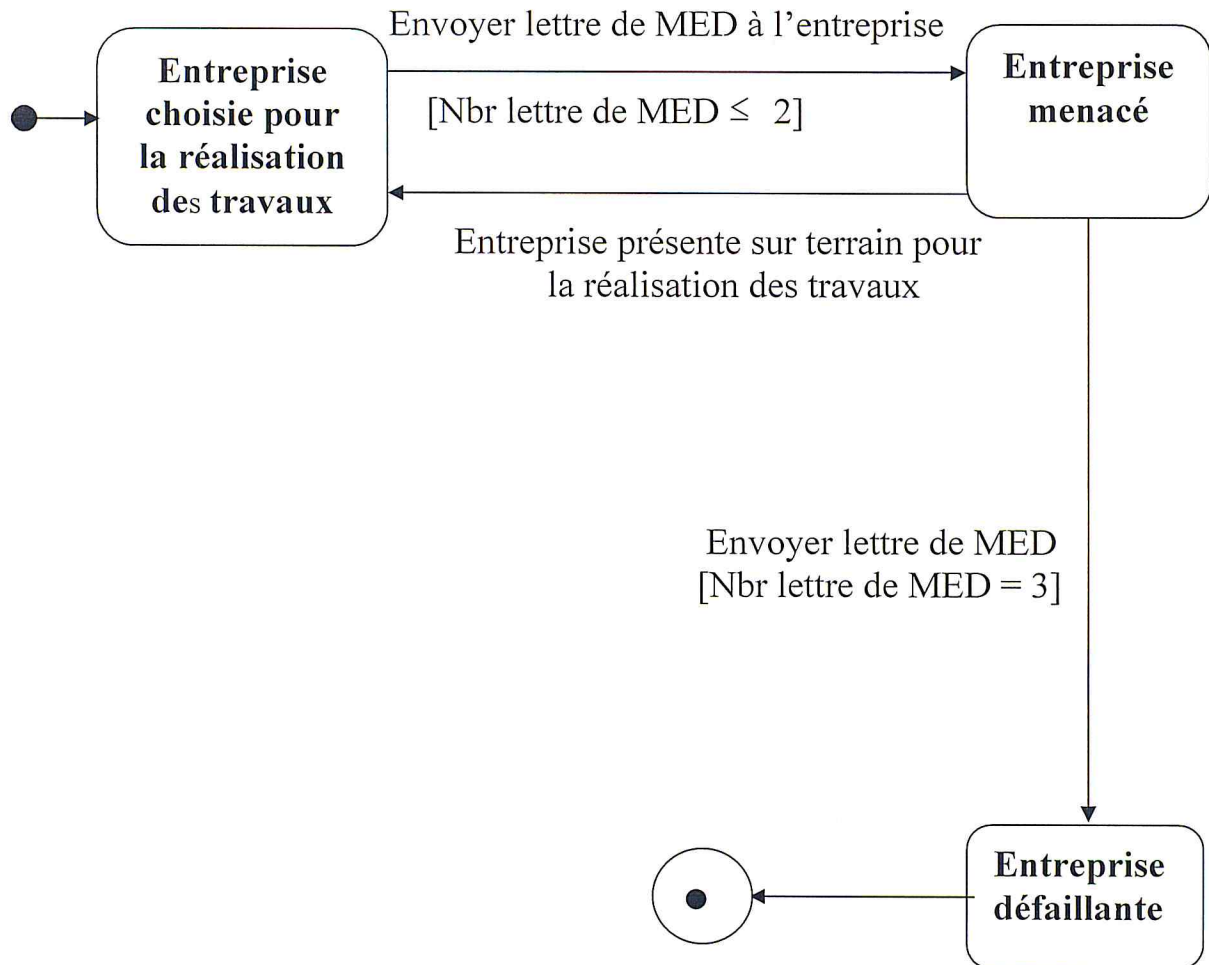 Envoyer lettre de MED à l'entreprise
Entreprise
choisie pour
la réalisation
des travaux
[Nbr lettre de MED ≤ 2]
Entreprise
menacé
Entreprise présente sur terrain pour
la réalisation des travaux
Envoyer lettre de MED
[Nbr lettre de MED = 3]
Entreprise
défaillante